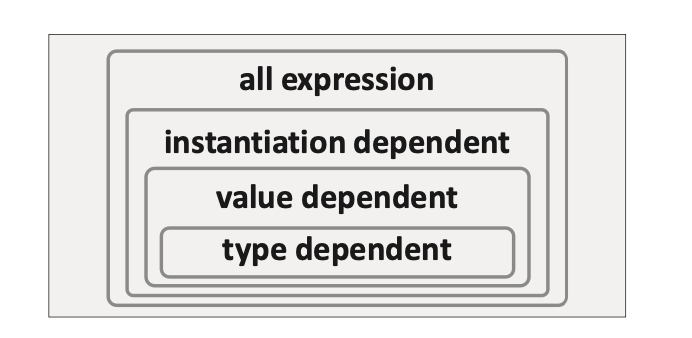 all expression
instantiation dependent
value dependent
type dependent